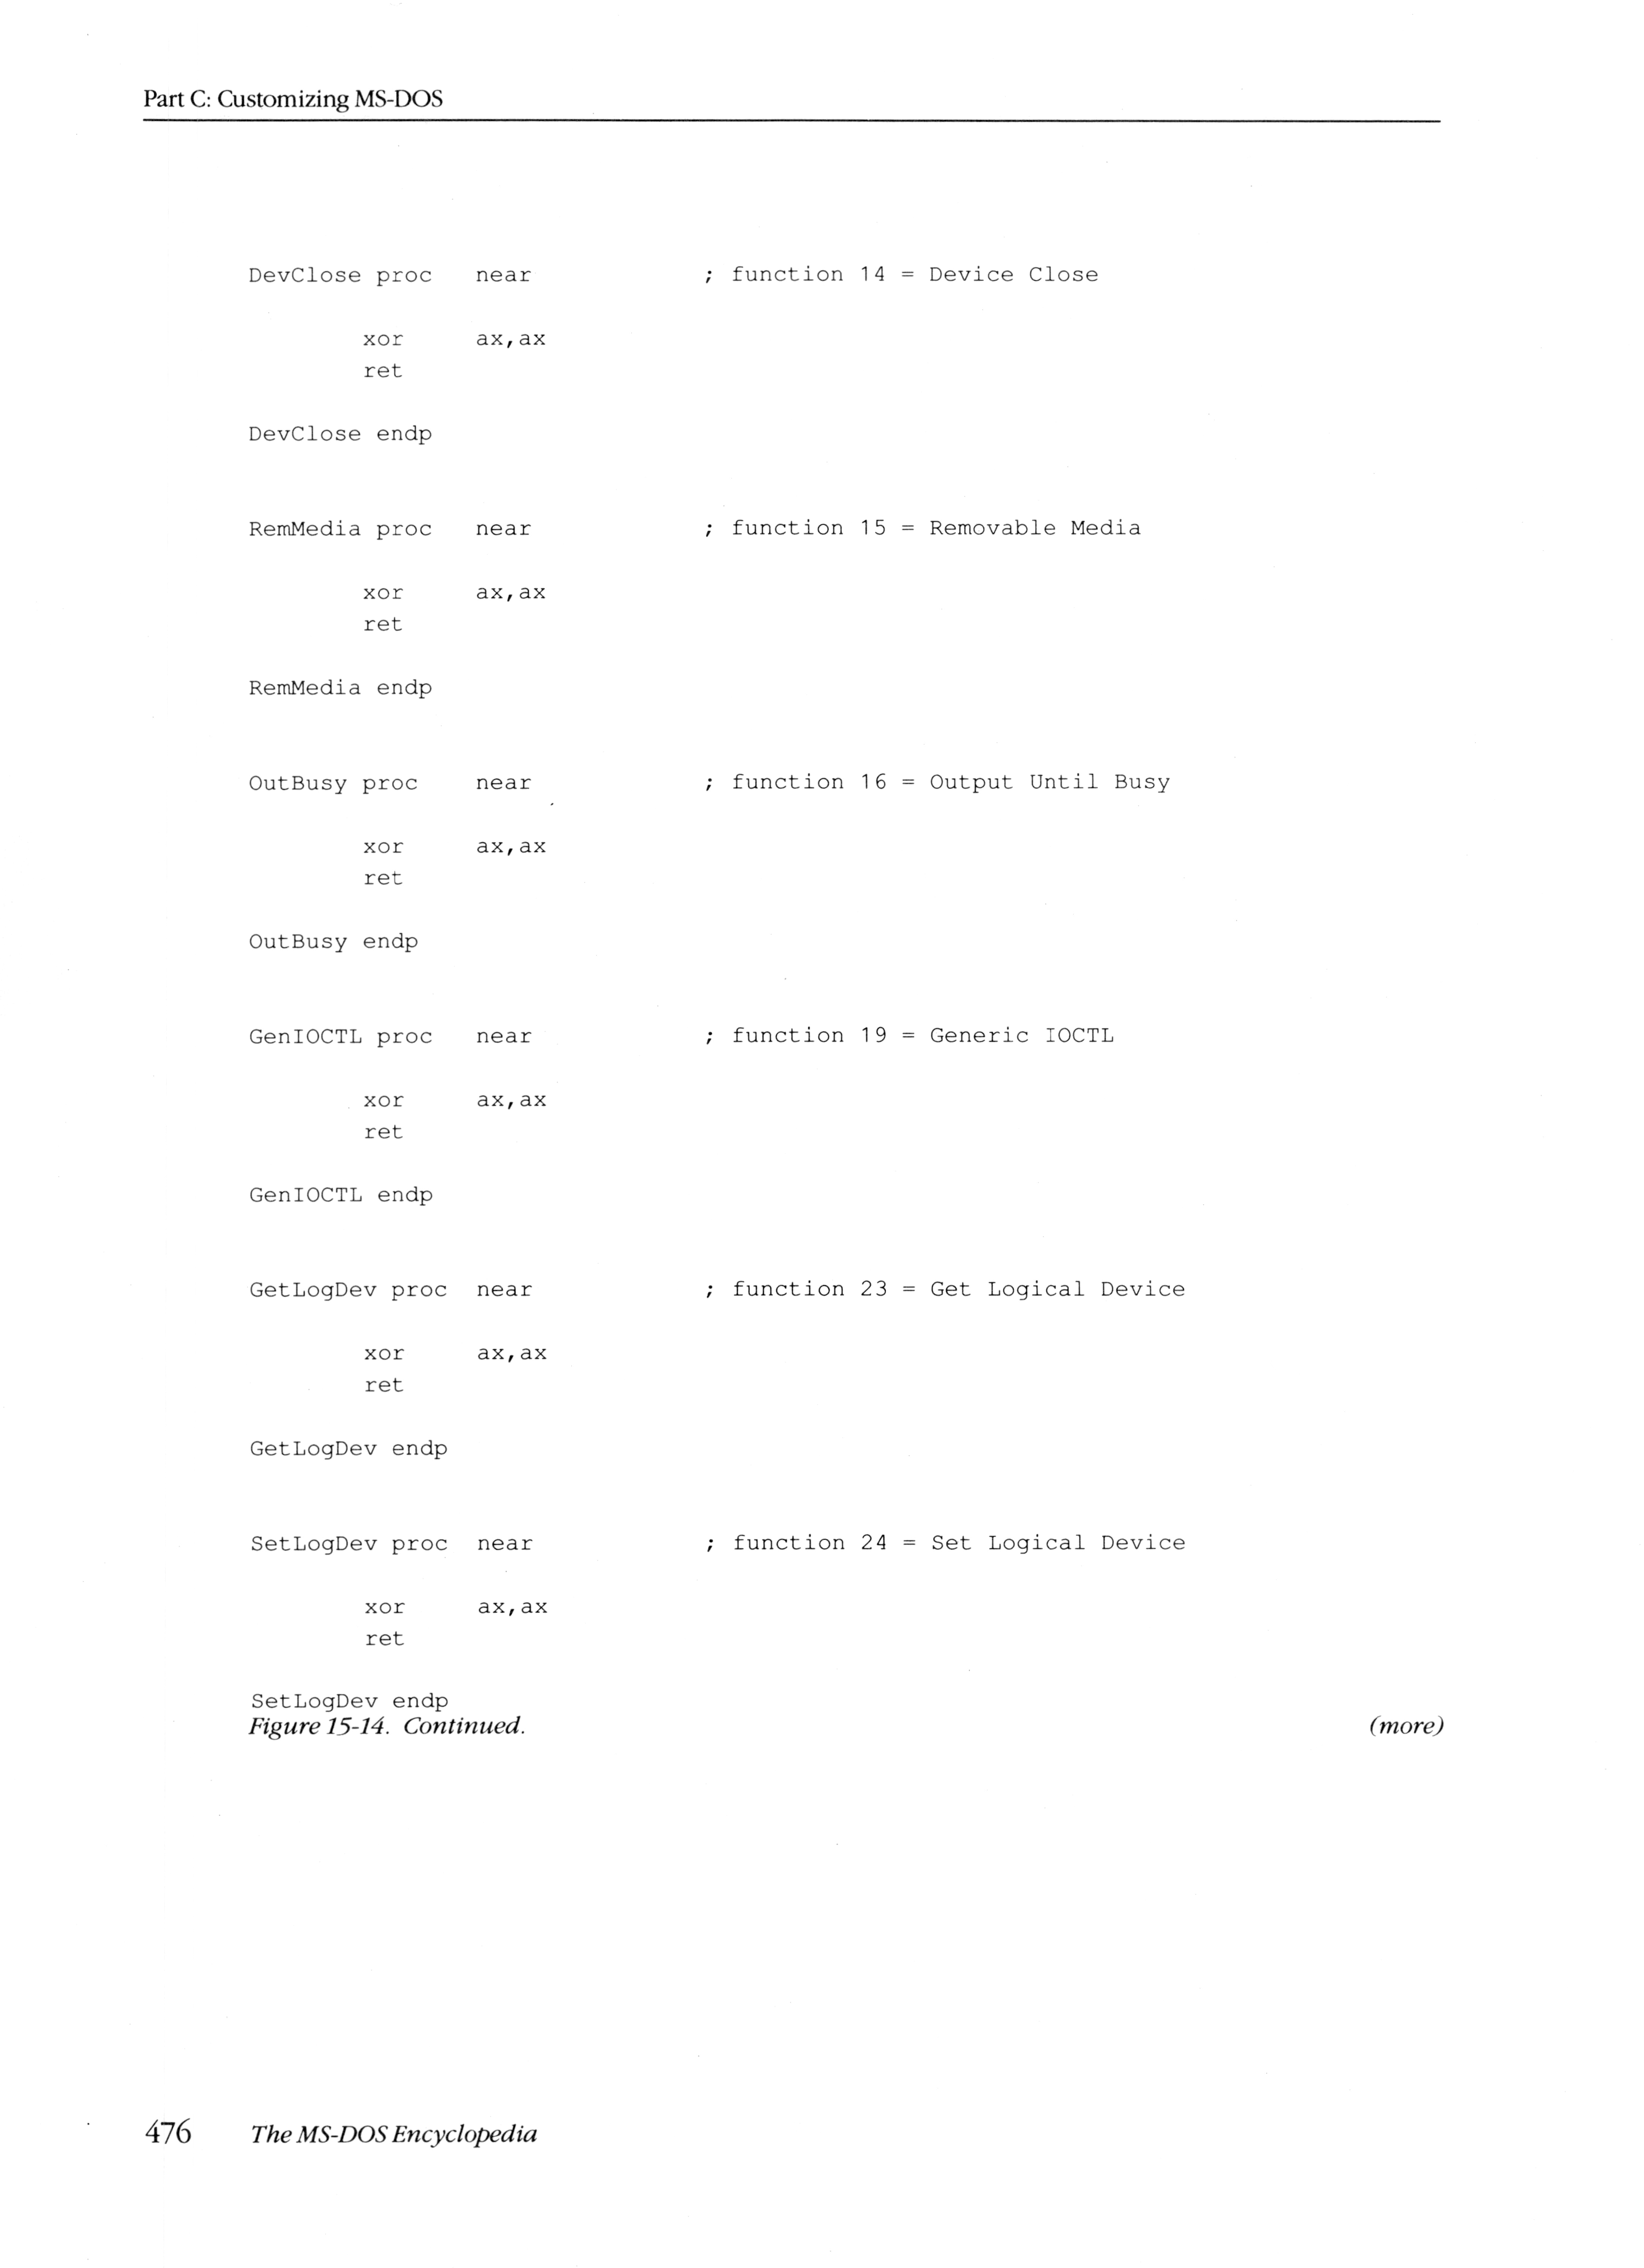 Part C: Customizing MS-DOS
DevClose proc near ; function 14 = Device Close
xor ax,ax
ret
DevClose endp
RemMedia proc near ; function 15 = Removable Media
xor ax,ax
ret
RemMedia endp
OutBusy proc near ; function 16 = Output Until Busy
xor ax,ax
ret
OutBusy endp
GenIOCTL proc near ; function 19 = Generic IOCTL
xor ax,ax
ret
GenIOCTL endp
GetLogDev proc near ; function 23 = Get Logical Device
xor ax,ax
ret
GetLogDev endp
SetLogDev proc near ; function 24 = Set Logical Device
xor ax,ax
ret
SetLogDev endp
Figure 15-14. Continued. (more)
476 The MS-DOS Encyclopedia